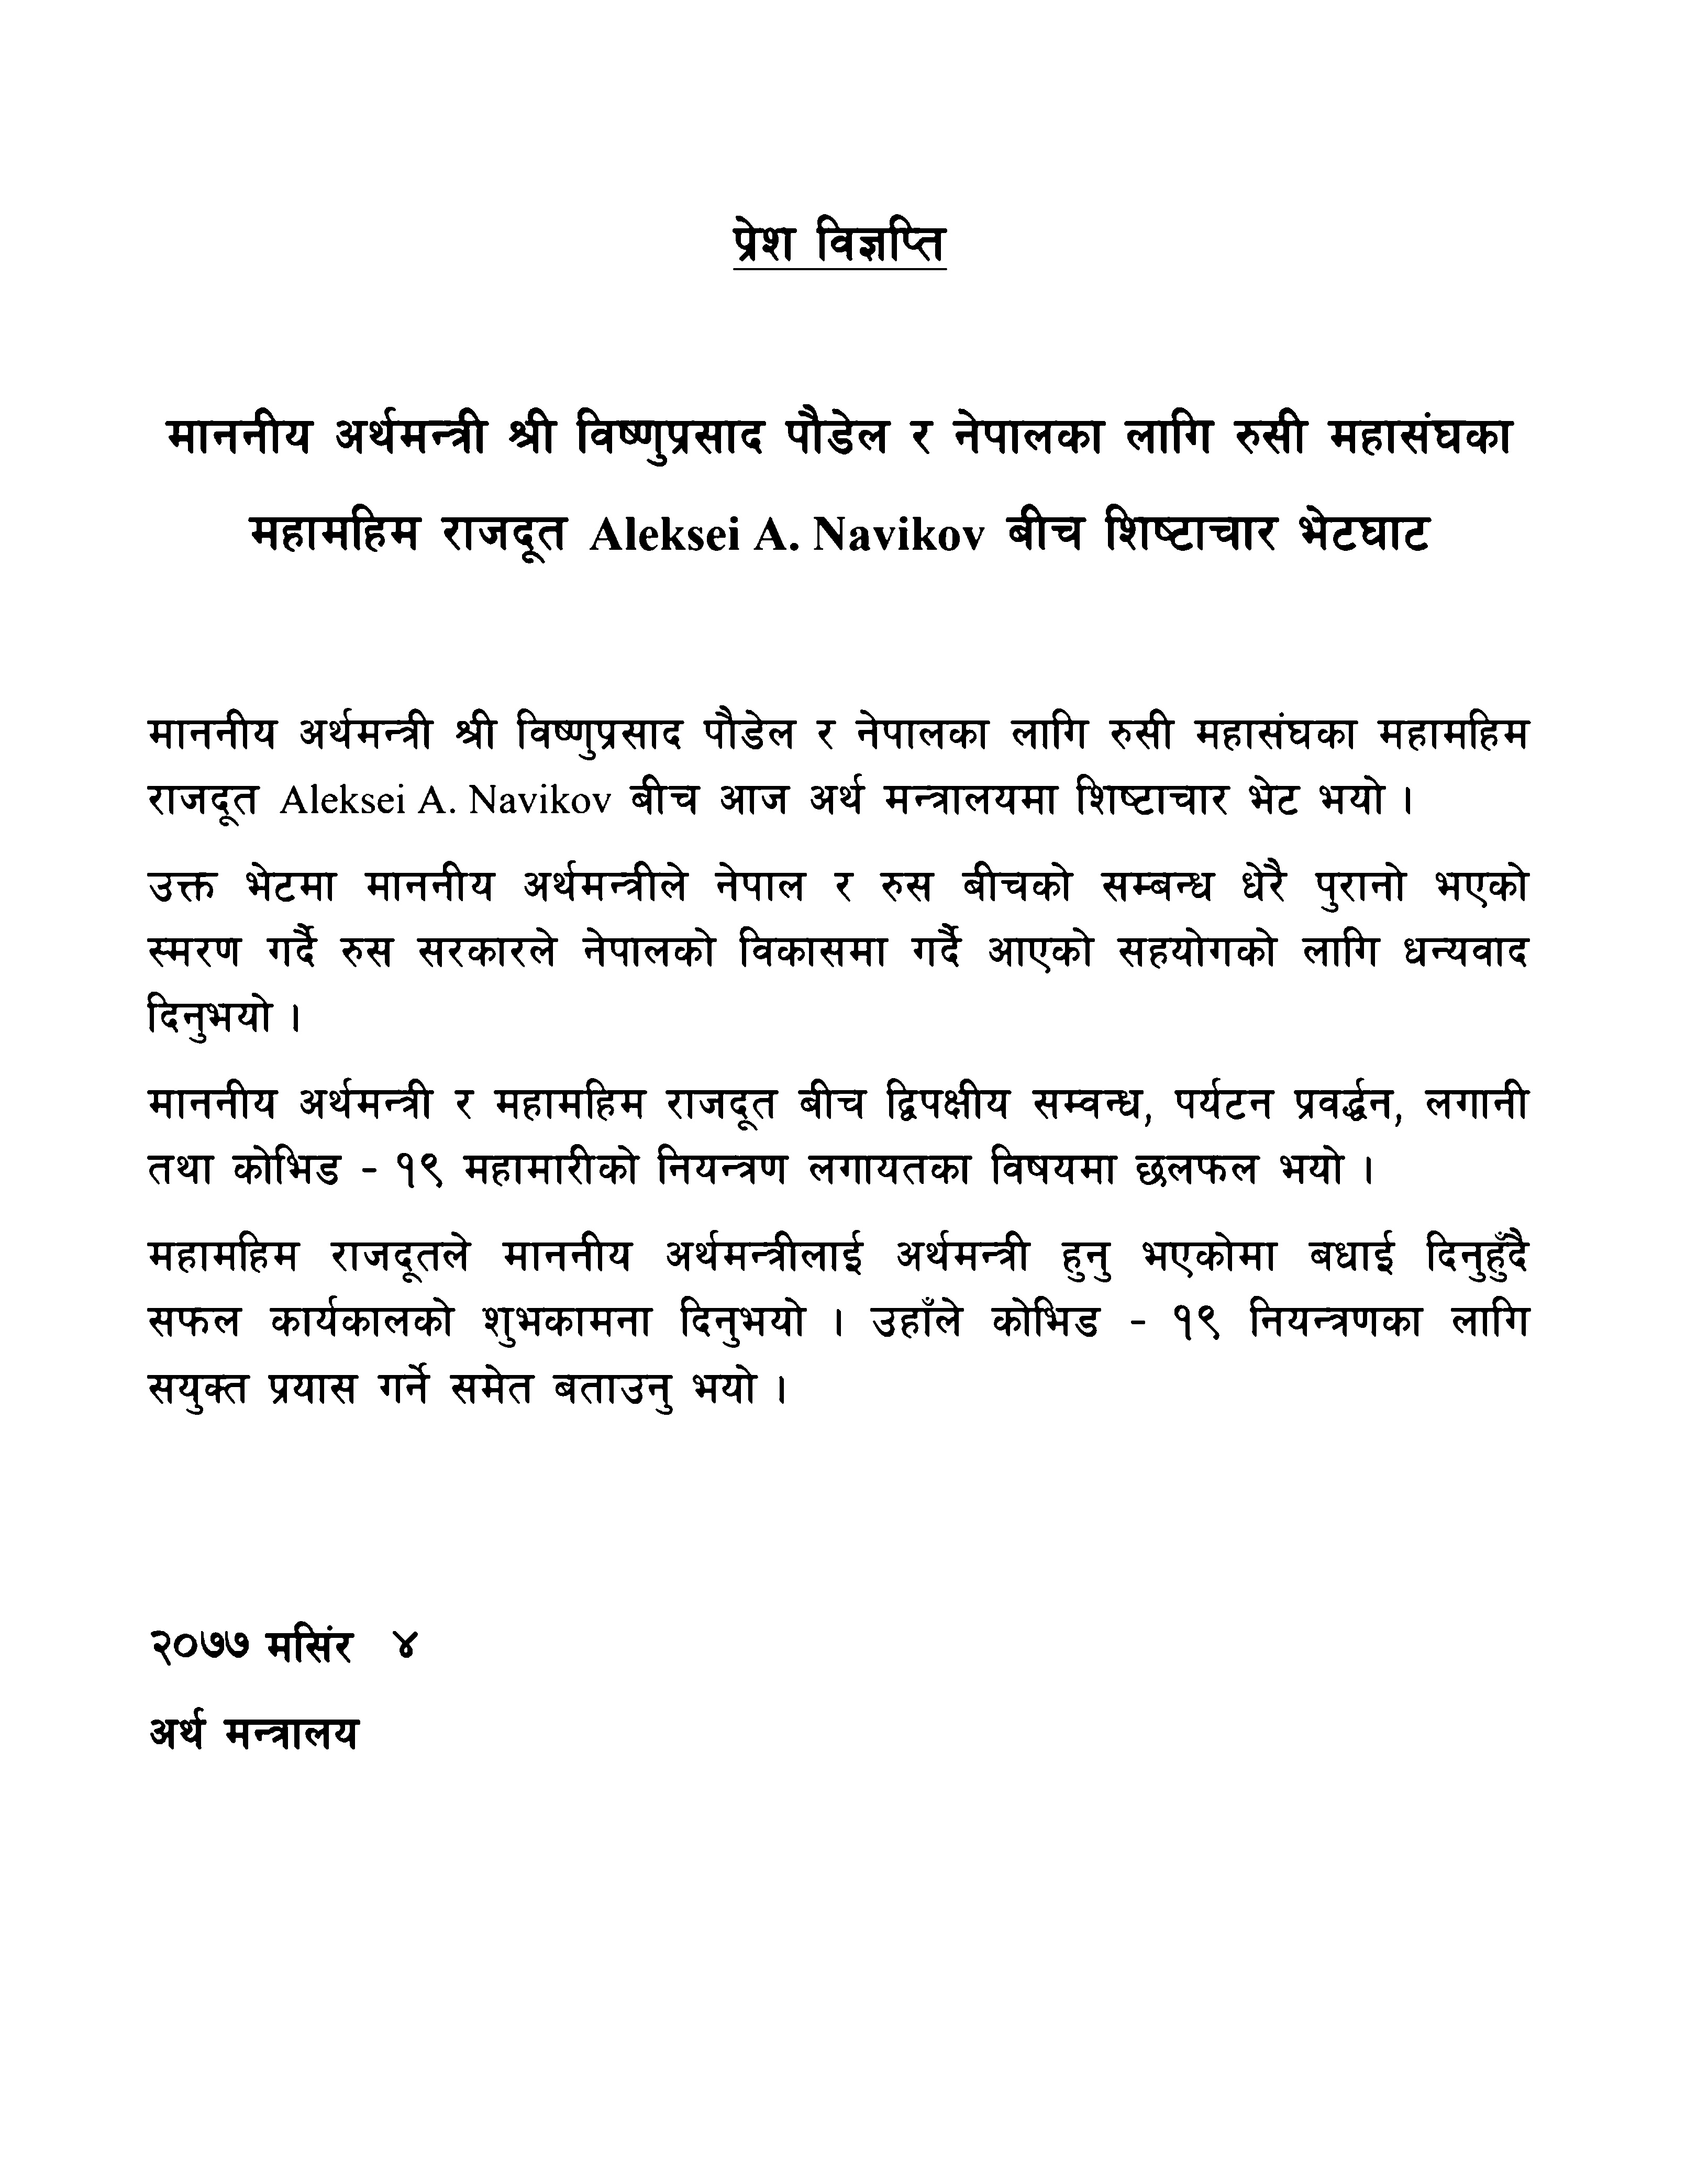 प्रेश विज्ञप्ति
माननीय अर्थमन्त्री श्री विष्णुप्रसाद पौडेल र नेपालका लागि रुसी महासंघका
महामहिम राजदूत Aleksei A. Navikov बीच शिष्टाचार भेटघाट
माननीय अर्थमन्त्री श्री विष्णुप्रसाद पौडेल र नेपालका लागि रुसी महासंघका महामहिम
राजदूत Aleksei A. Navikov बीच आज अर्थ मन्त्रालयमा शिष्टाचार भेट भयो ।
उक्त भेटमा माननीय अर्थमन्त्रीले नेपाल र रुस बीचको सम्बन्ध धेरै पुरानो भएको
स्मरण गर्दै रुस सरकारले नेपालको विकासमा गर्दै आएको सहयोगको लागि धन्यवाद
दिनुभयो ।
माननीय अर्थमन्त्री र महामहिम राजदूत बीच द्विपक्षीय सम्वन्ध, पर्यटन प्रवर्द्धन, लगानी
तथा कोभिड - १९ महामारीको नियन्त्रण लगायतका विषयमा छलफल भयो ।
महामहिम राजदूतले माननीय अर्थमन्त्रीलाई अर्थमन्त्री हुनु भएकोमा बधाई दिनुहुँदै
सफल कार्यकालको शुभकामना दिनुभयो । उहाँले कोभिड - १९ नियन्त्रणका लागि
सयुक्त प्रयास गर्ने समेत बताउनु भयो ।
२०७७ मसिंर ४
अर्थ मन्त्रालय